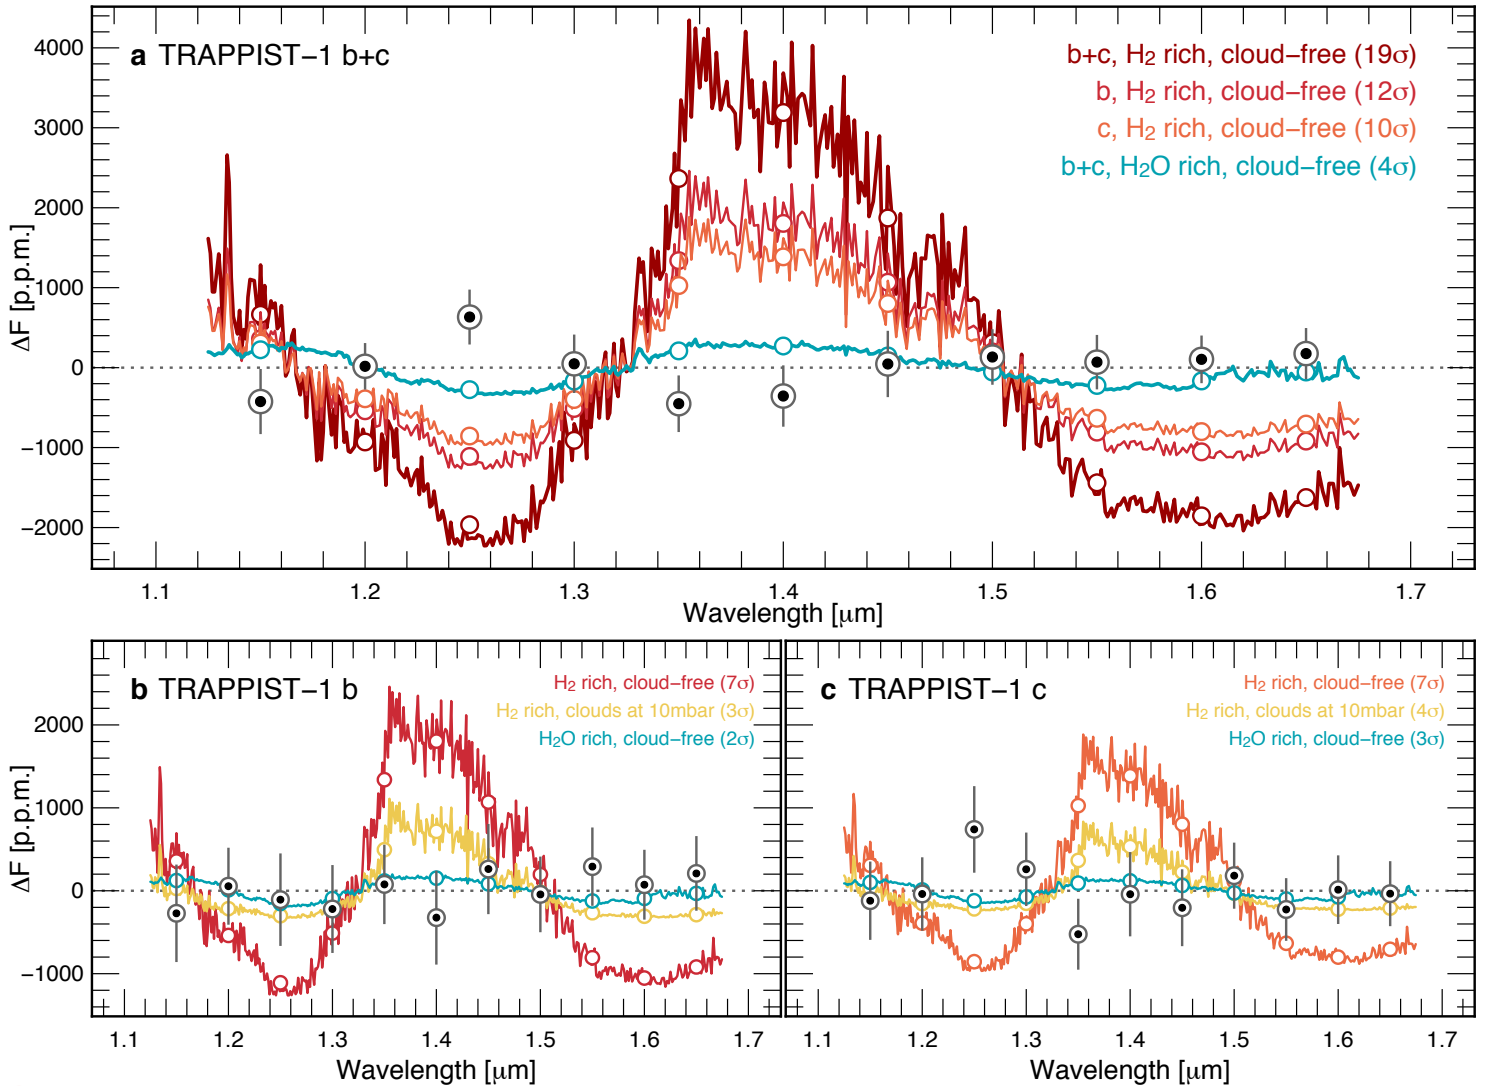 a TRAPPIST−1 b+c
b+c, H2 rich, cloud−free (19σ)
b, H2 rich, cloud−free (12σ)
c, H2 rich, cloud−free (10σ)
b+c, H2O rich, cloud−free (4σ)
4000
3000
2000
1000
0
−1000
−2000
ΔF [p.p.m.]
1.1 1.2 1.3 1.4 1.5 1.6 1.7
Wavelength [μm]
b TRAPPIST−1 b
H2 rich, cloud−free (7σ)
H2 rich, clouds at 10mbar (3σ)
H2O rich, cloud−free (2σ)
2000
1000
0
−1000
ΔF [p.p.m.]
1.1 1.2 1.3 1.4 1.5 1.6 1.7
Wavelength [μm]
c TRAPPIST−1 c
H2 rich, cloud−free (7σ)
H2 rich, clouds at 10mbar (4σ)
H2O rich, cloud−free (3σ)
1.1 1.2 1.3 1.4 1.5 1.6 1.7
Wavelength [μm]